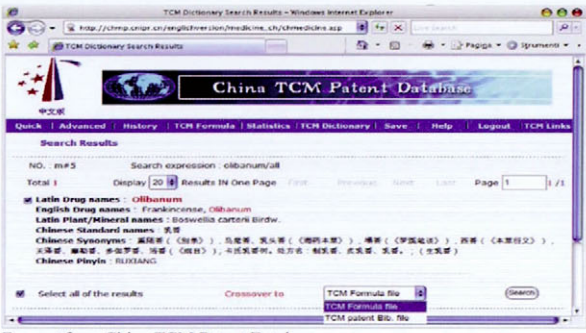 TCM Dictionary Search Results - Windows Internet Explorer
http://chmp.cnipr.cn/englishversion/medicine_ch/chmedicine.asp
Live Search
TCM Dictionary Search Results
Pagina
Strumenti
中文版
China TCM Patent Database
Quick | Advanced | History | TCM Formula | Statistics | TCM Dictionary | Save | Help | Logout | TCM Links
Search Results
NO. : m#5 Search expression : olibanum/all
Total 1 Display 20 Results IN One Page First Previous Next Last Page 1 1 /1
Latin Drug names : Olibanum
English Drug names : Frankincense, Olibanum
Latin Plant/Mineral names : Boswellia carterii Birdw.
Chinese Standard names : 乳香
Chinese Synonyms : 薰陆香
Chinese Pinyin : RUXIANG
Select all of the results Crossover to TCM Formula file Search
TCM Formula file
TCM patent Bib. file